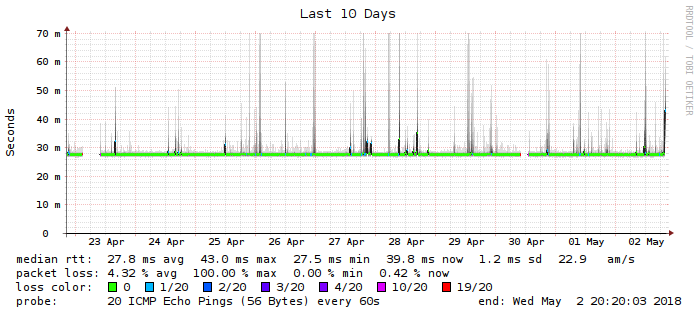 Last 10 Days
RRDTOOL / TOBI OETIKER
Seconds
70 m
60 m
50 m
40 m
30 m
20 m
10 m
0
23 Apr 24 Apr 25 Apr 26 Apr 27 Apr 28 Apr 29 Apr 30 Apr 01 May 02 May
median rtt: 27.8 ms avg 43.0 ms max 27.5 ms min 39.8 ms now 1.2 ms sd 22.9 am/s
packet loss: 4.32 % avg 100.00 % max 0.00 % min 0.42 % now
loss color: 0 1/20 2/20 3/20 4/20 10/20 19/20
probe: 20 ICMP Echo Pings (56 Bytes) every 60s end: Wed May 2 20:20:03 2018